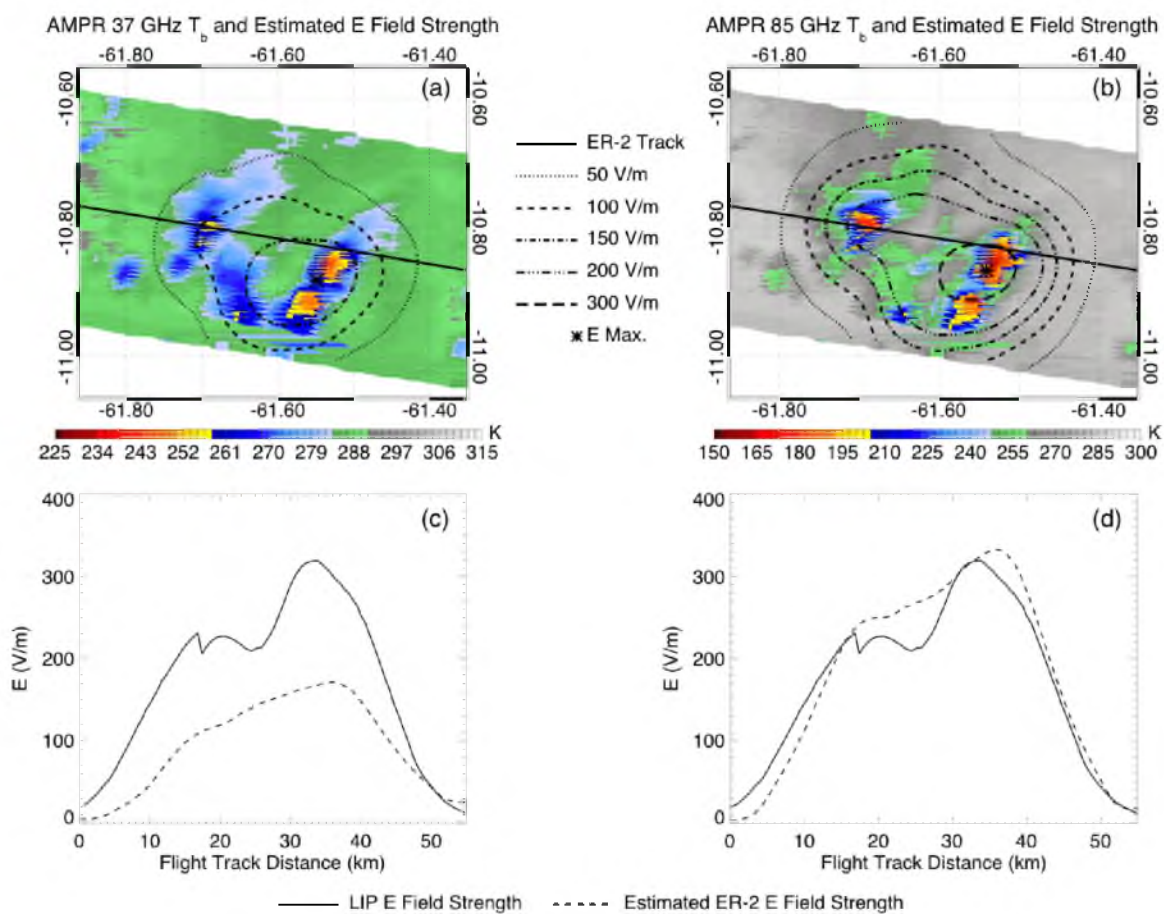 AMPR 37 GHz Tb and Estimated E Field Strength
-61.80 -61.60 -61.40
(a)
-10.60 -10.60
-10.80 -10.80
-11.00 -11.00
-61.80 -61.60 -61.40
225 234 243 252 261 270 279 288 297 306 315 K
ER-2 Track
50 V/m
100 V/m
150 V/m
200 V/m
300 V/m
E Max.
AMPR 85 GHz Tb and Estimated E Field Strength
-61.80 -61.60 -61.40
(b)
-10.60 -10.60
-10.80 -10.80
-11.00 -11.00
-61.80 -61.60 -61.40
150 165 180 195 210 225 240 255 270 285 300 K
(c)
400
300
200
100
0
E (V/m)
0 10 20 30 40 50
Flight Track Distance (km)
(d)
400
300
200
100
0
E (V/m)
0 10 20 30 40 50
Flight Track Distance (km)
LIP E Field Strength Estimated ER-2 E Field Strength